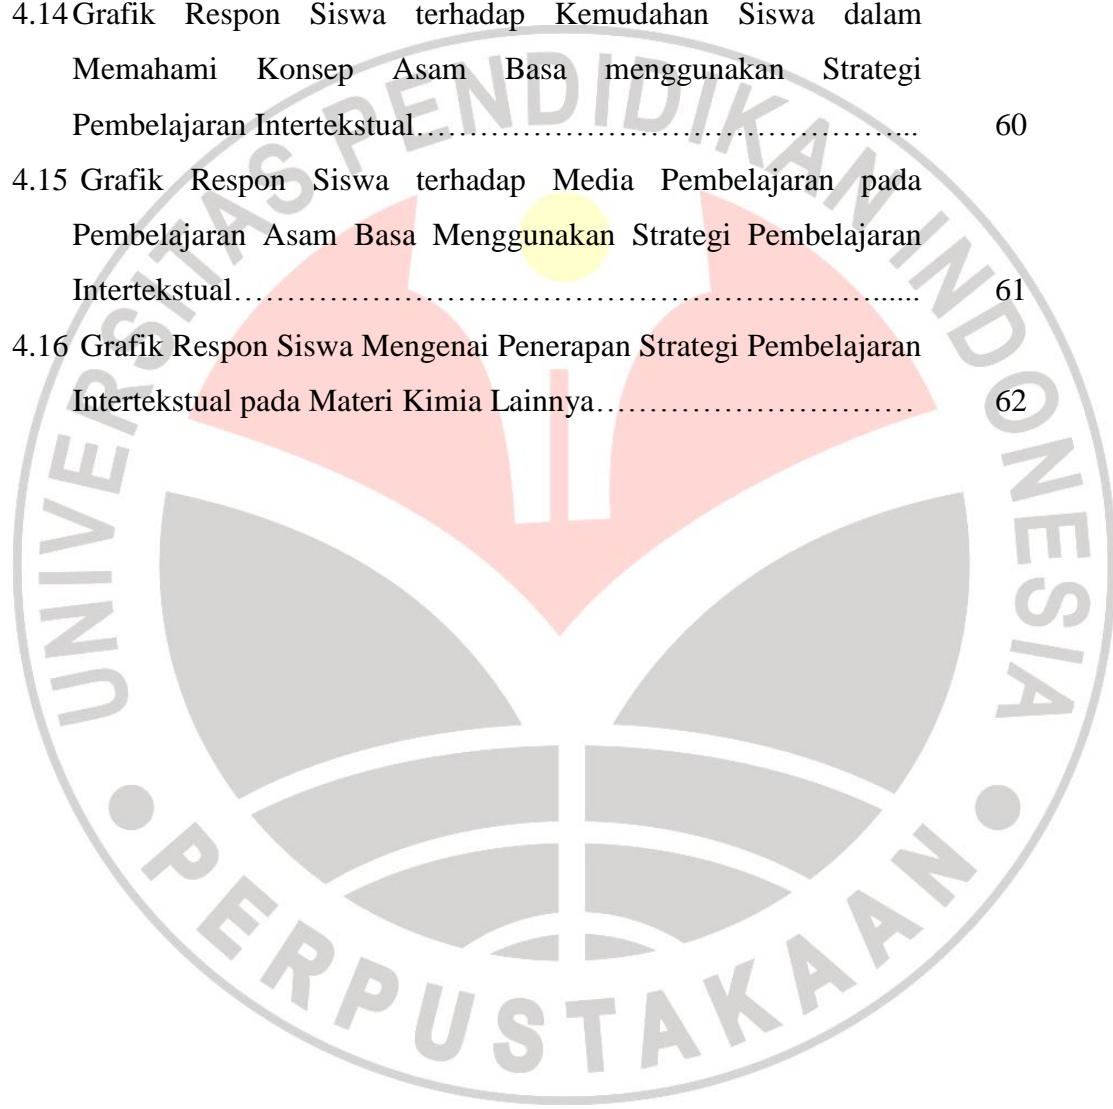 4.14 Grafik Respon Siswa terhadap Kemudahan Siswa dalam
Memahami Konsep Asam Basa menggunakan Strategi
Pembelajaran Intertekstual…………………………………………... 60
4.15 Grafik Respon Siswa terhadap Media Pembelajaran pada
Pembelajaran Asam Basa Menggunakan Strategi Pembelajaran
Intertekstual………………………………………………………...... 61
4.16 Grafik Respon Siswa Mengenai Penerapan Strategi Pembelajaran
Intertekstual pada Materi Kimia Lainya………………………… 62
UNIVERSITAS PENDIDIKAN INDONESIA
PERPUSTAKAAN